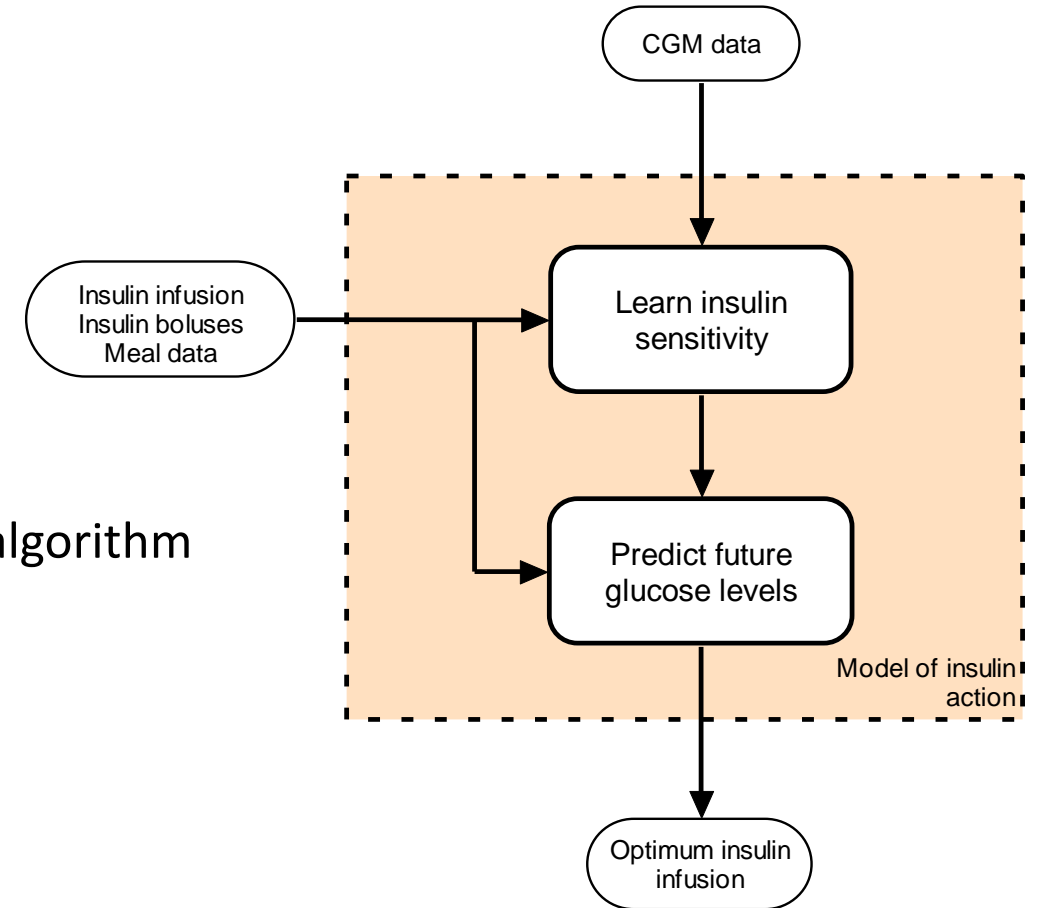 CGM data
Insulin infusion
Insulin boluses
Meal data
Learn insulin
sensitivity
algorithm
Predict future
glucose levels
Model of insulin
action
Optimum insulin
infusion